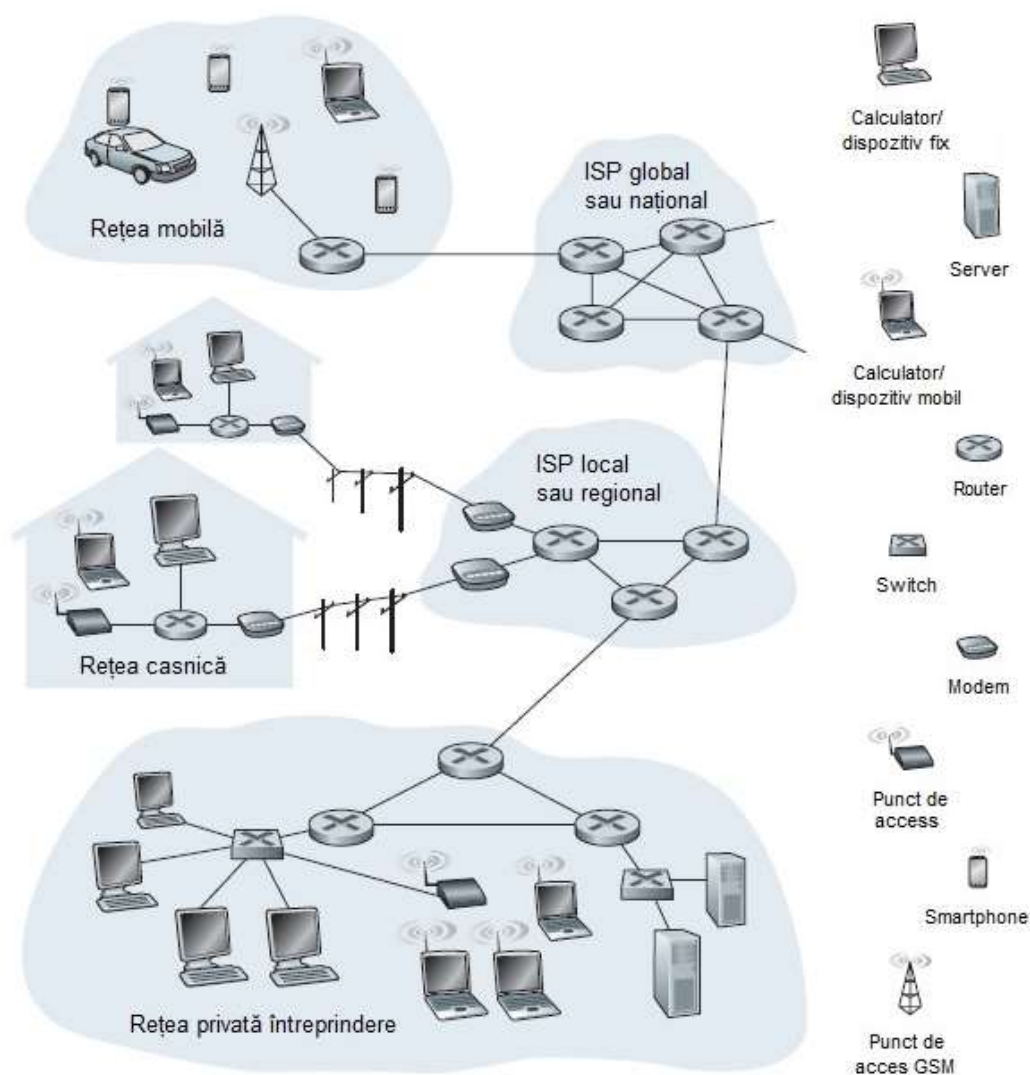 Rețea mobilă
ISP global
sau național
ISP local
sau regional
Rețea casnică
Rețea privată întreprindere
Calculator/
dispozitiv fix
Server
Calculator/
dispozitiv mobil
Router
Switch
Modem
Punct de
access
Smartphone
Punct de
acces GSM